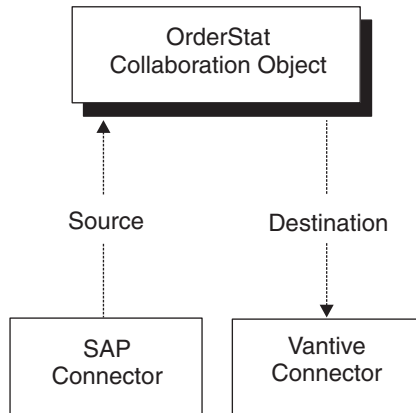 OrderStat
Collaboration Object
Source
Destination
SAP
Connector
Vantive
Connector